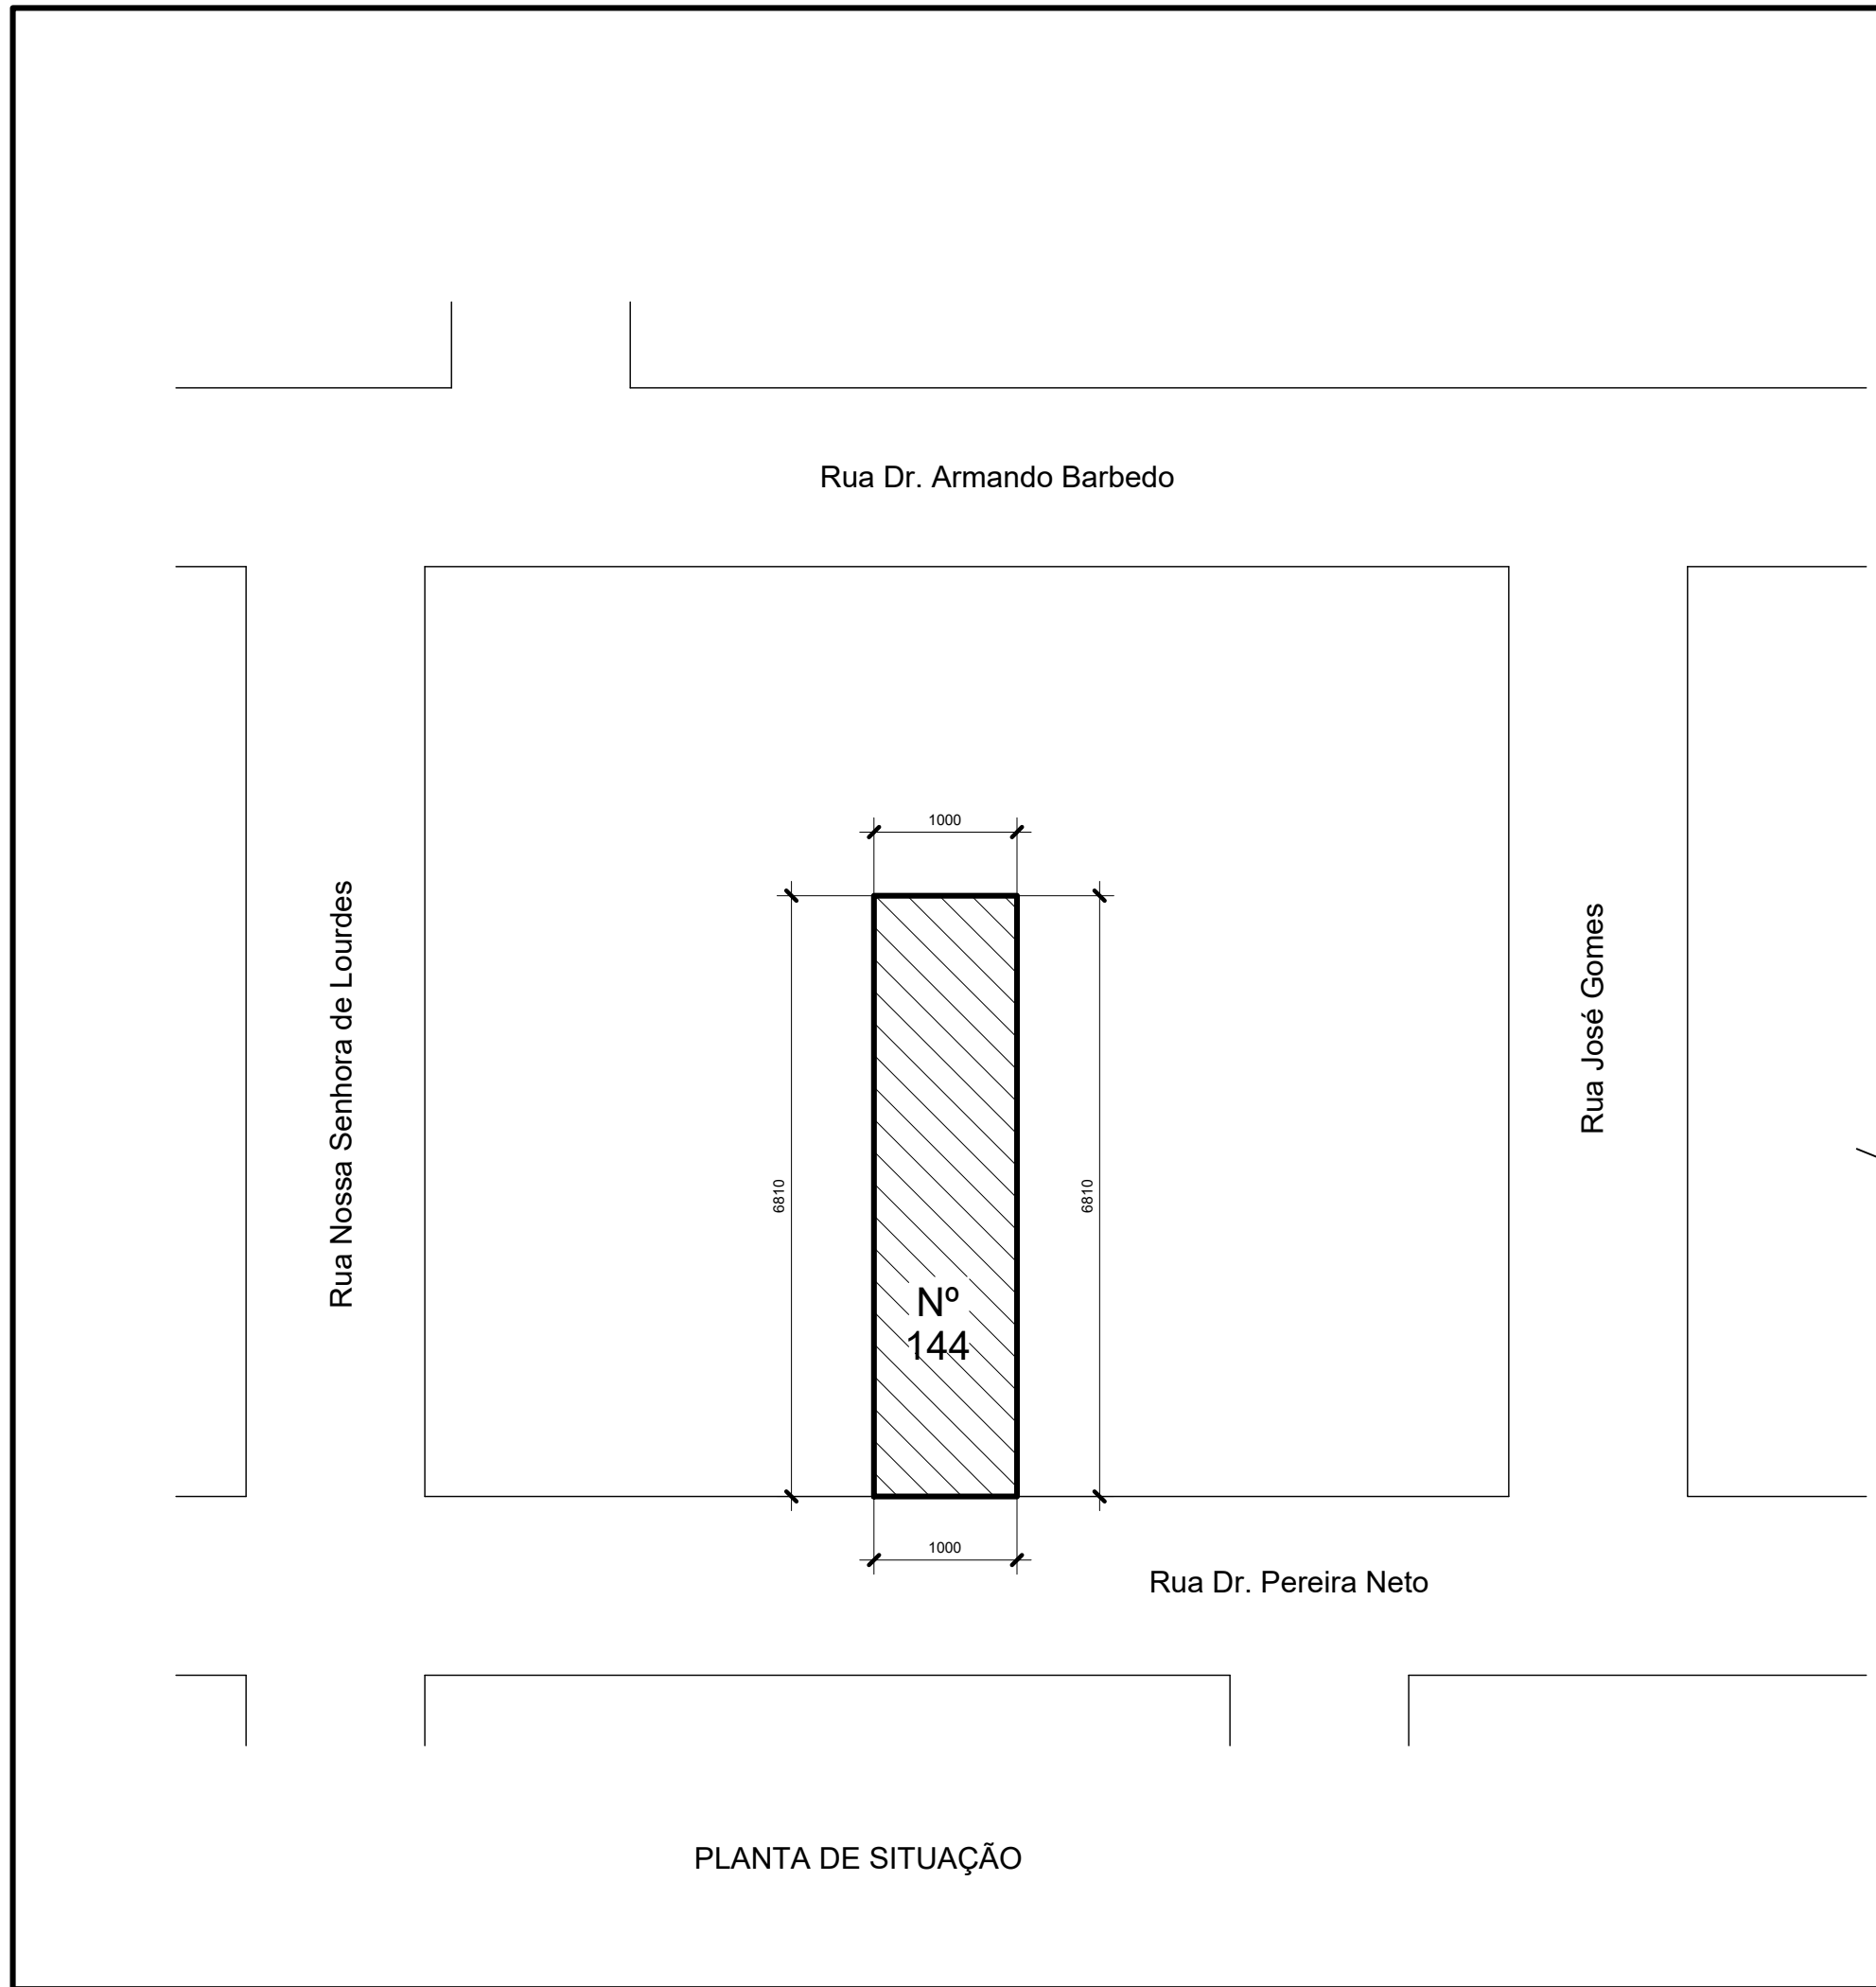 Rua Dr. Armando Barbedo
1000
Rua Nossa Senhora de Lourdes
6810
Nº
144
6810
Rua José Gomes
1000
Rua Dr. Pereira Neto
PLANTA DE SITUAÇÃO